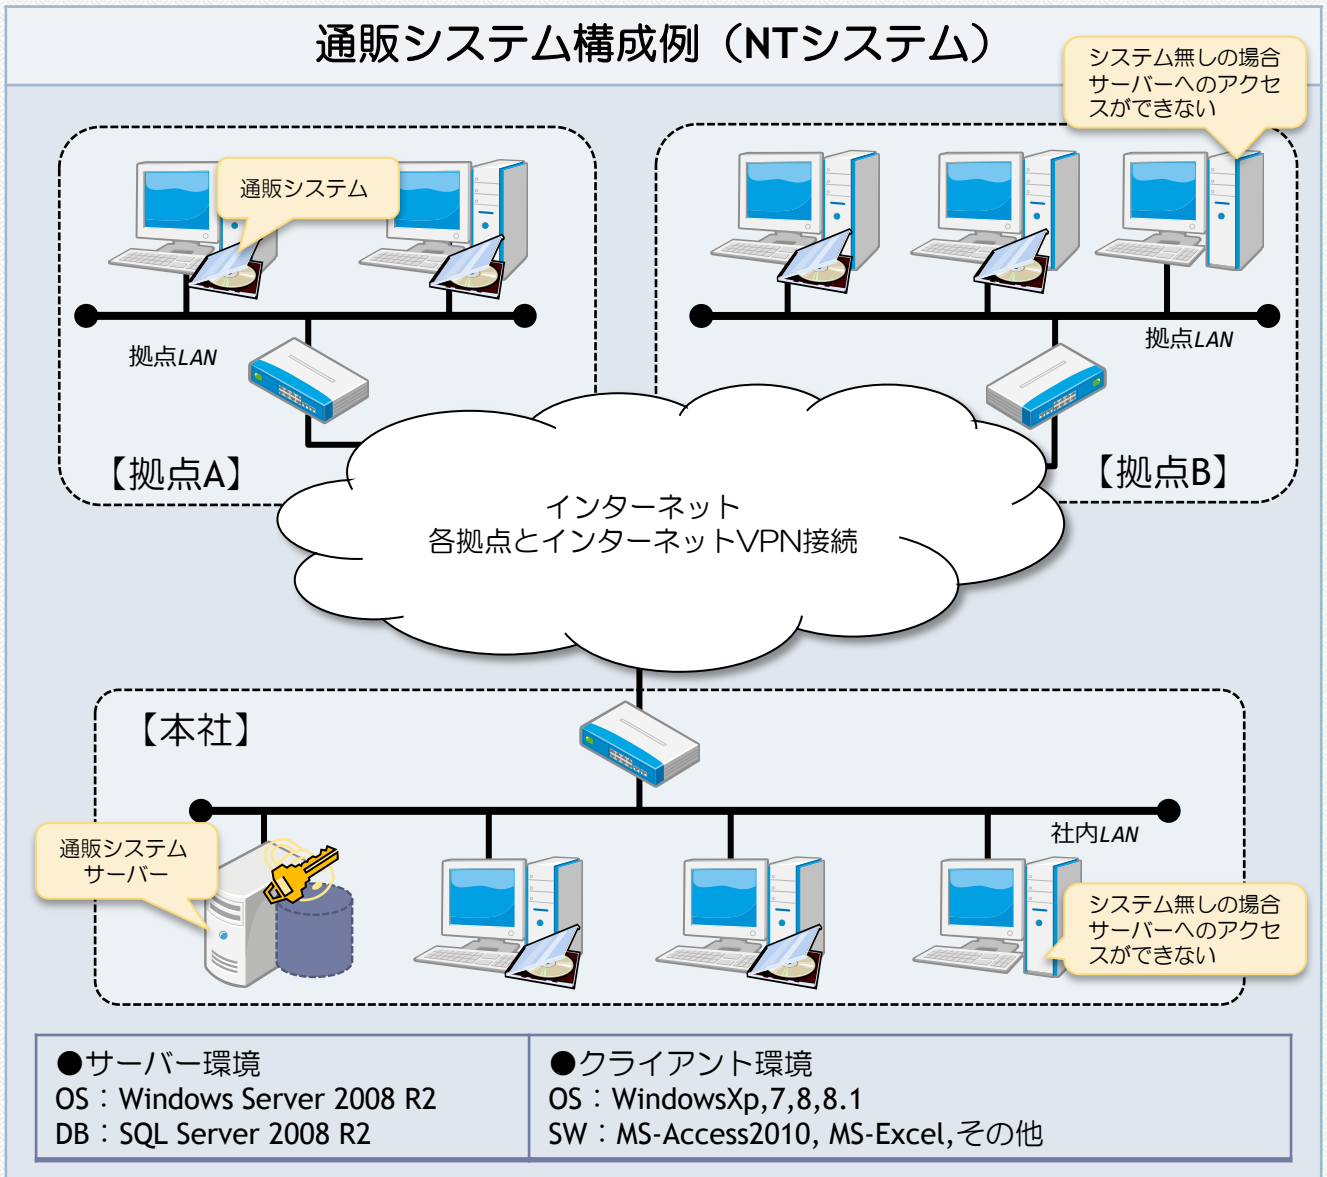 通販システム構成例（NTシステム）
システム無しの場合
サーバーへのアクセ
スができない
通販システム
拠点LAN
拠点LAN
【拠点A】
【拠点B】
インターネット
各拠点とインターネットVPN接続
【本社】
社内LAN
通販システム
サーバー
システム無しの場合
サーバーへのアクセ
スができない
●サーバー環境
OS：Windows Server 2008 R2
DB：SQL Server 2008 R2
●クライアント環境
OS：WindowsXp,7,8,8.1
SW：MS-Access2010, MS-Excel,その他